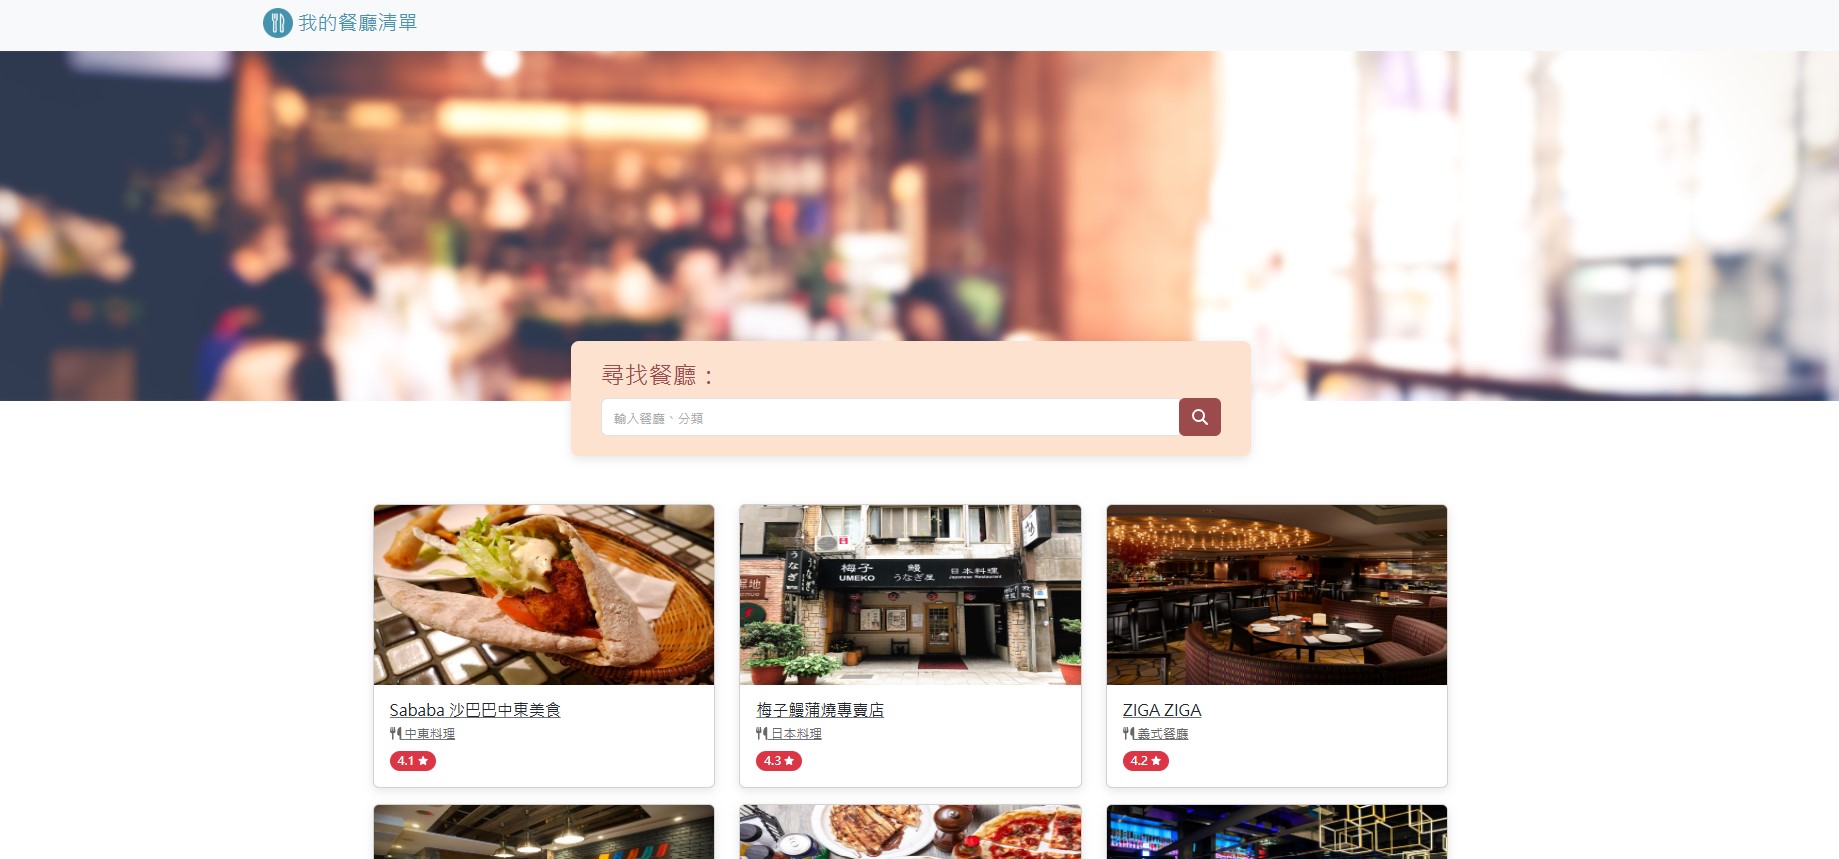 我的餐廳清單
尋找餐廳：
輸入餐廳、分類
梅子
UMEKO
鰻
うなぎ屋
日本料理
Japanese Restaurant
うなぎ
Sababa 沙巴巴中東美食
中東料理
4.1
梅子鰻蒲燒專賣店
日本料理
4.3
ZIGA ZIGA
義式餐廳
4.2